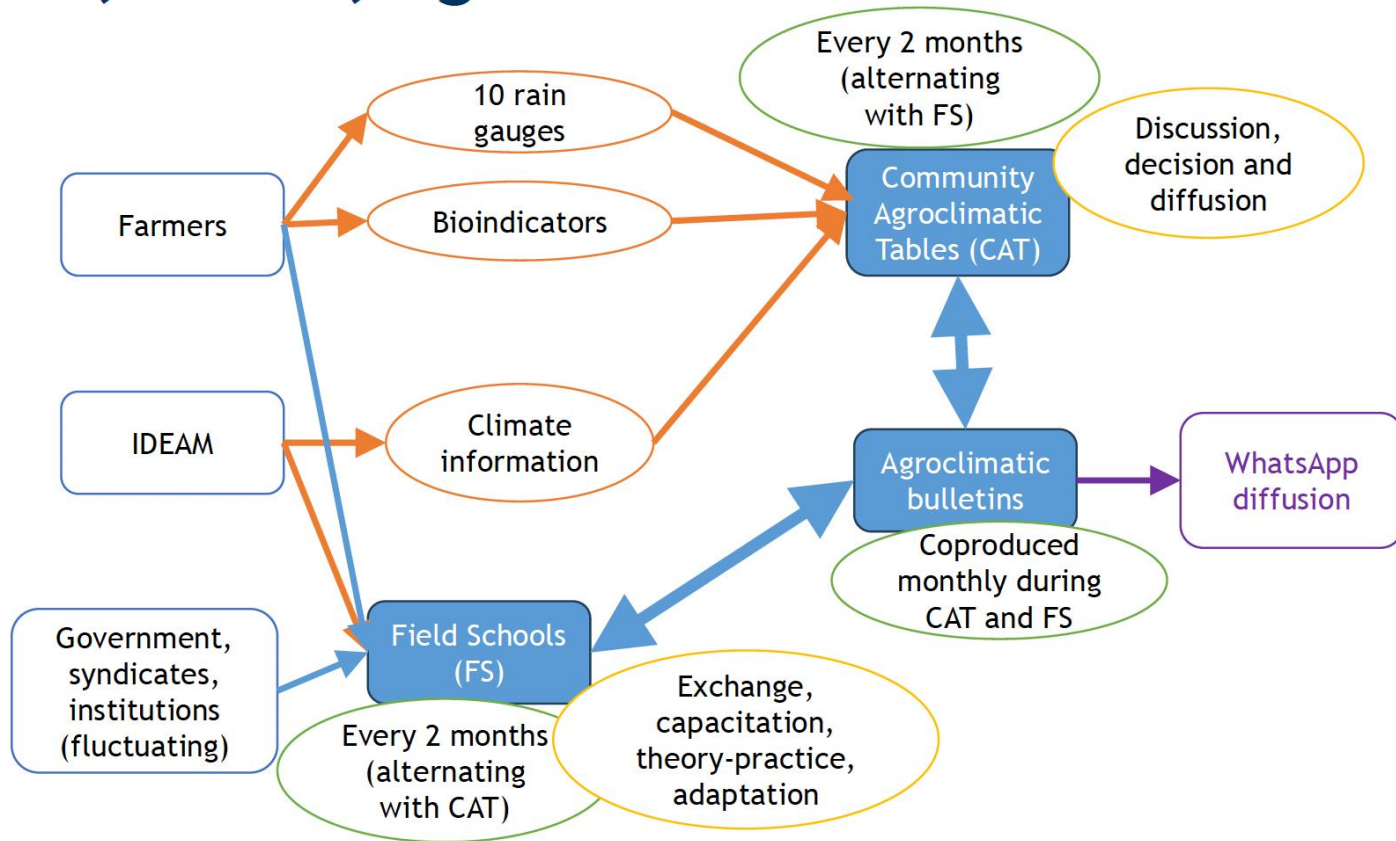 Every 2 months
(alternating
with FS)
10 rain
gauges
Discussion,
decision and
diffusion
Community
Agroclimatic
Tables (CAT)
Farmers
Bioindicators
IDEAM
Climate
information
Agroclimatic
bulletins
WhatsApp
diffusion
Coproduced
monthly during
CAT and FS
Government,
syndicates,
institutions
(fluctuating)
Field Schools
(FS)
Every 2 months
(alternating
with CAT)
Exchange,
capacitation,
theory-practice,
adaptation